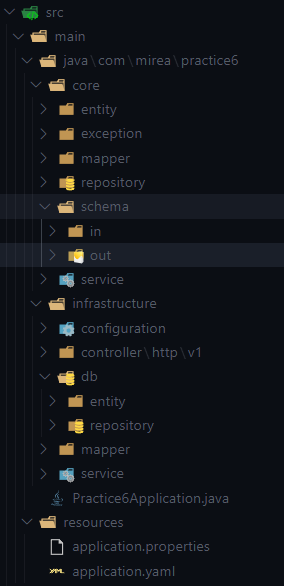 src
main
java\com\mirea\practice6
core
entity
exception
mapper
repository
schema
in
out
service
infrastructure
configuration
controller\http\v1
db
entity
repository
mapper
service
Practice6Application.java
resources
application.properties
application.yaml